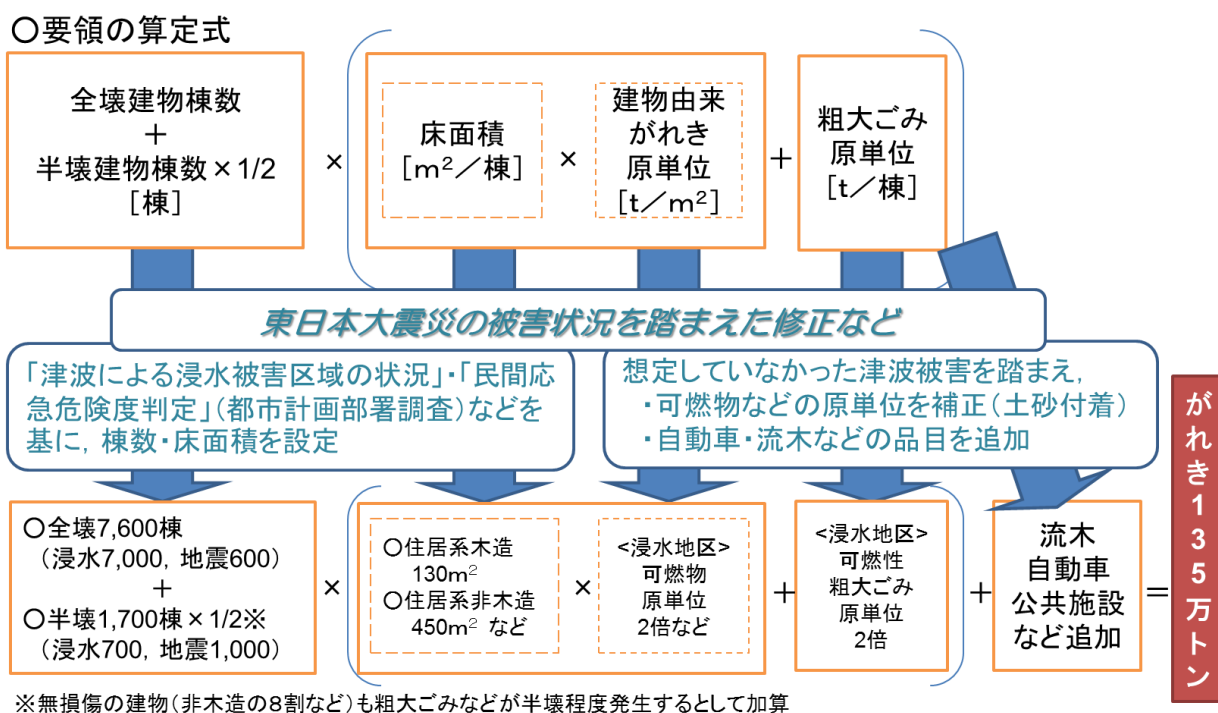 〇要領の算定式
全壊建物棟数
＋
半壊建物棟数×1/2
[棟]
×
床面積
[m²／棟]
×
建物由来
がれき
原単位
[t／m²]
＋
粗大ごみ
原単位
[t／棟]
東日本大震災の被害状況を踏まえた修正など
「津波による浸水被害区域の状況」・「民間応
急危険度判定」（都市計画部署調査）などを
基に，棟数・床面積を設定
想定していなかった津波被害を踏まえ，
・可燃物などの原単位を補正（土砂付着）
・自動車・流木などの品目を追加
〇全壊7,600棟
（浸水7,000，地震600）
＋
〇半壊1,700棟×1/2※
（浸水700，地震1,000）
×
〇住居系木造
130m²
〇住居系非木造
450m² など
×
<浸水地区>
可燃物
原単位
2倍など
＋
<浸水地区>
可燃性
粗大ごみ
原単位
2倍
＋
流木
自動車
公共施設
など追加
＝
がれき135万トン
※無損傷の建物（非木造の8割など）も粗大ごみなどが半壊程度発生するとして加算